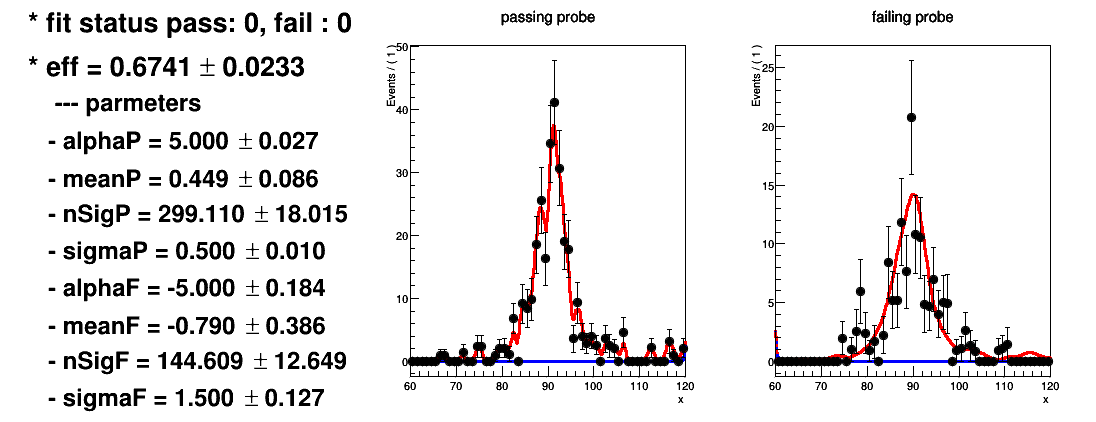 * fit status pass: 0, fail : 0
* eff = 0.6741 ± 0.0233
--- parmeters
- alphaP = 5.000 ± 0.027
- meanP = 0.449 ± 0.086
- nSigP = 299.110 ± 18.015
- sigmaP = 0.500 ± 0.010
- alphaF = -5.000 ± 0.184
- meanF = -0.790 ± 0.386
- nSigF = 144.609 ± 12.649
- sigmaF = 1.500 ± 0.127
passing probe
Events / ( 1 )
50
40
30
20
10
0
60 70 80 90 100 110 120
x
failing probe
Events / ( 1 )
25
20
15
10
5
0
60 70 80 90 100 110 120
x